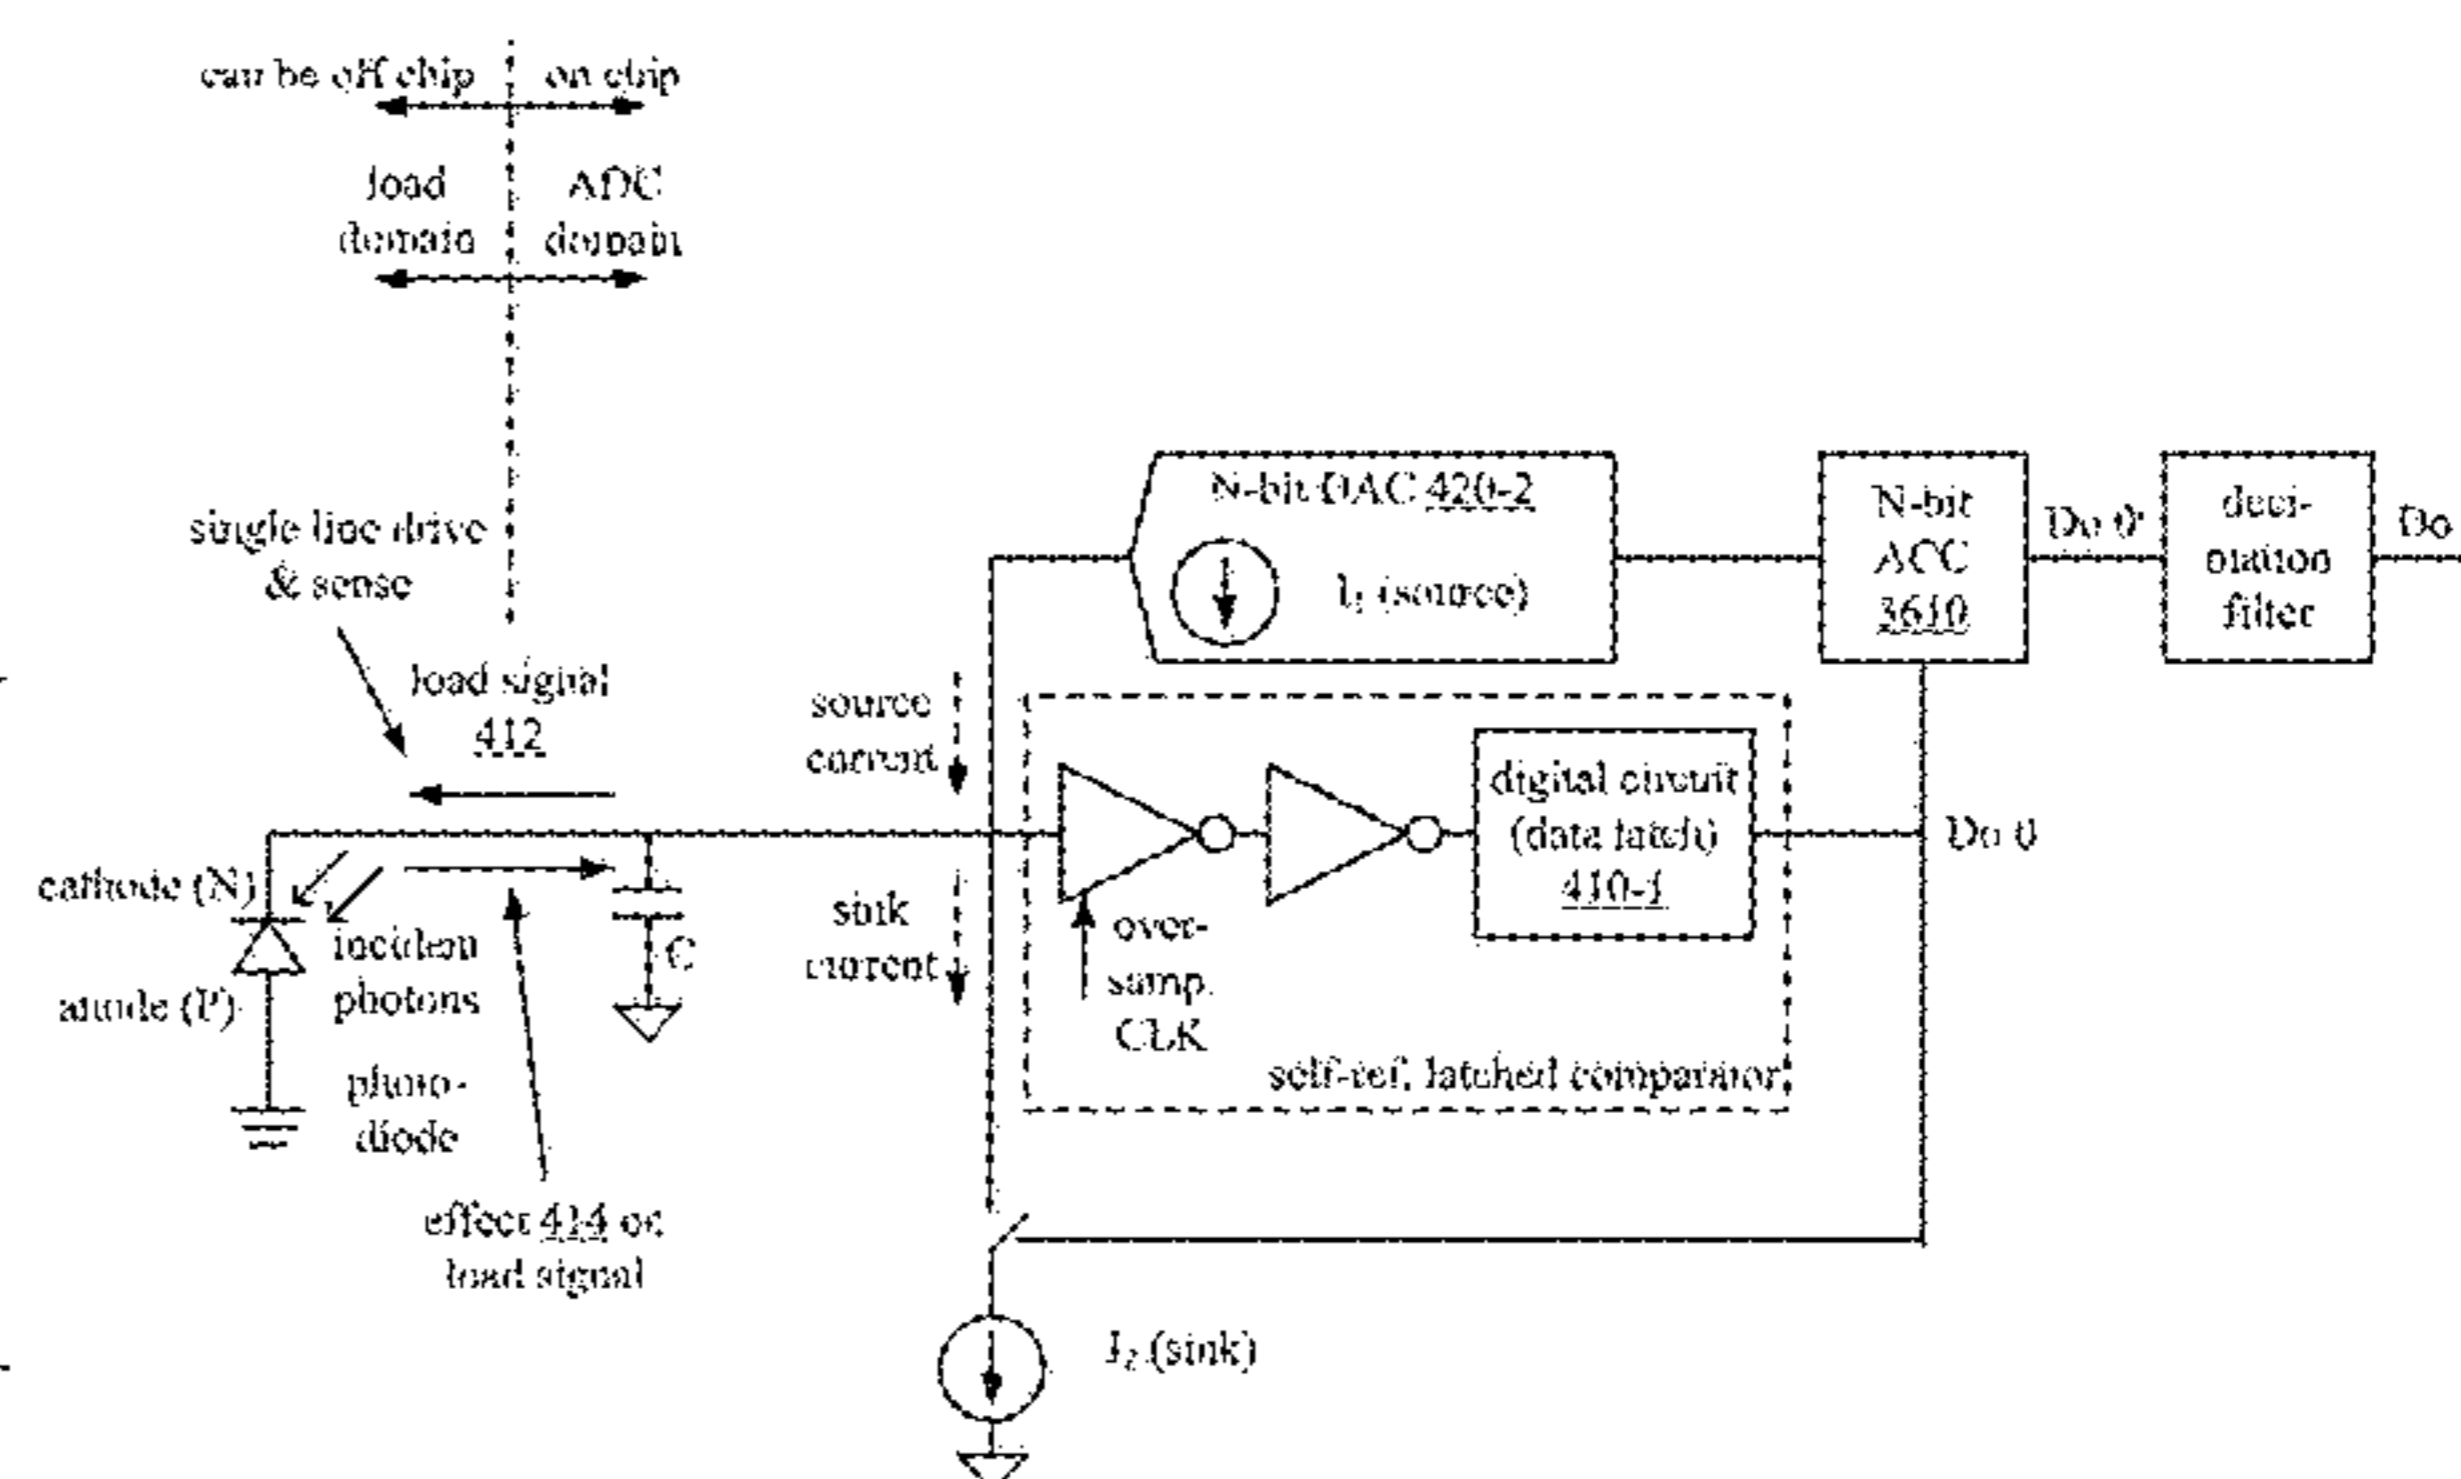 can be off chip
on chip
load
domain
ADC
domain
single line drive
& sense
load signal
412
N-bit DAC 420-2
I₁ (source)
N-bit
ACC
3610
Do 0'
deci-
mation
filter
Do
source
current
sink
current
digital circuit
(data latch)
410-1
Do 0
over-
samp.
CLK
self-ref. latched comparator
cathode (N)
anode (P)
incident
photons
C
photo-
diode
effect 414 on
load signal
I₂ (sink)